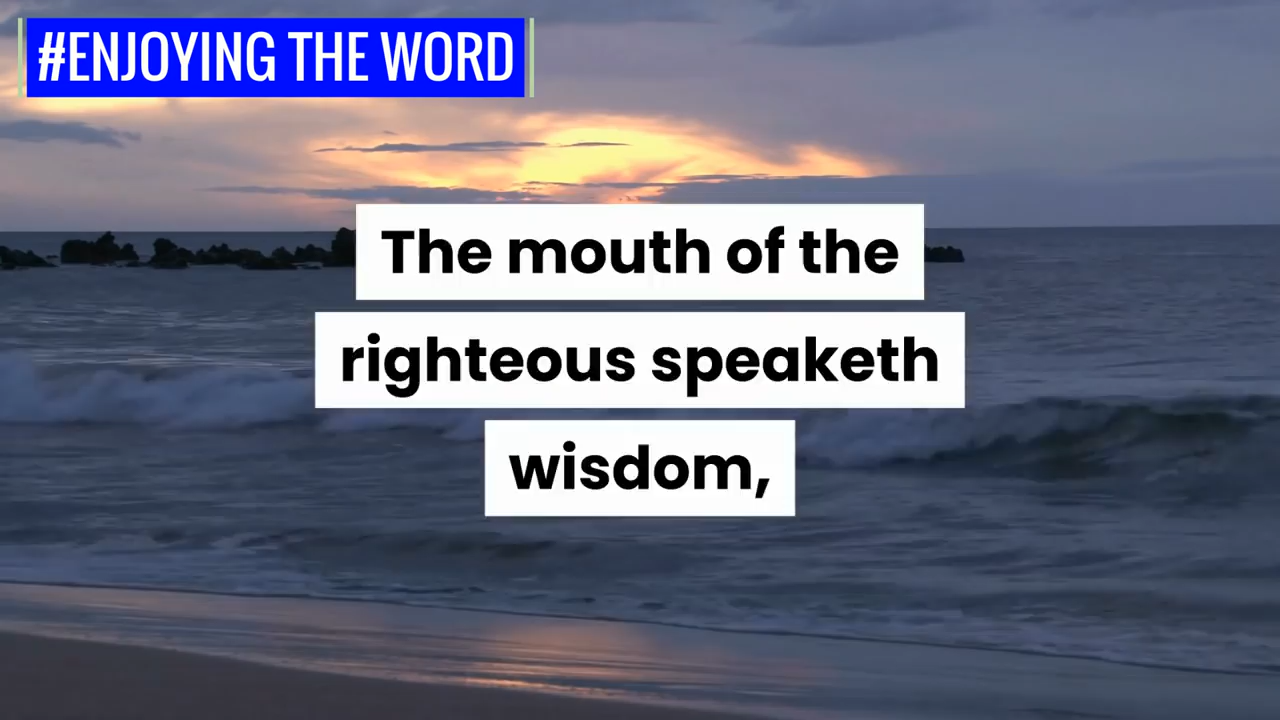 #ENJOYING THE WORD
The mouth of the
righteous speaketh
wisdom,